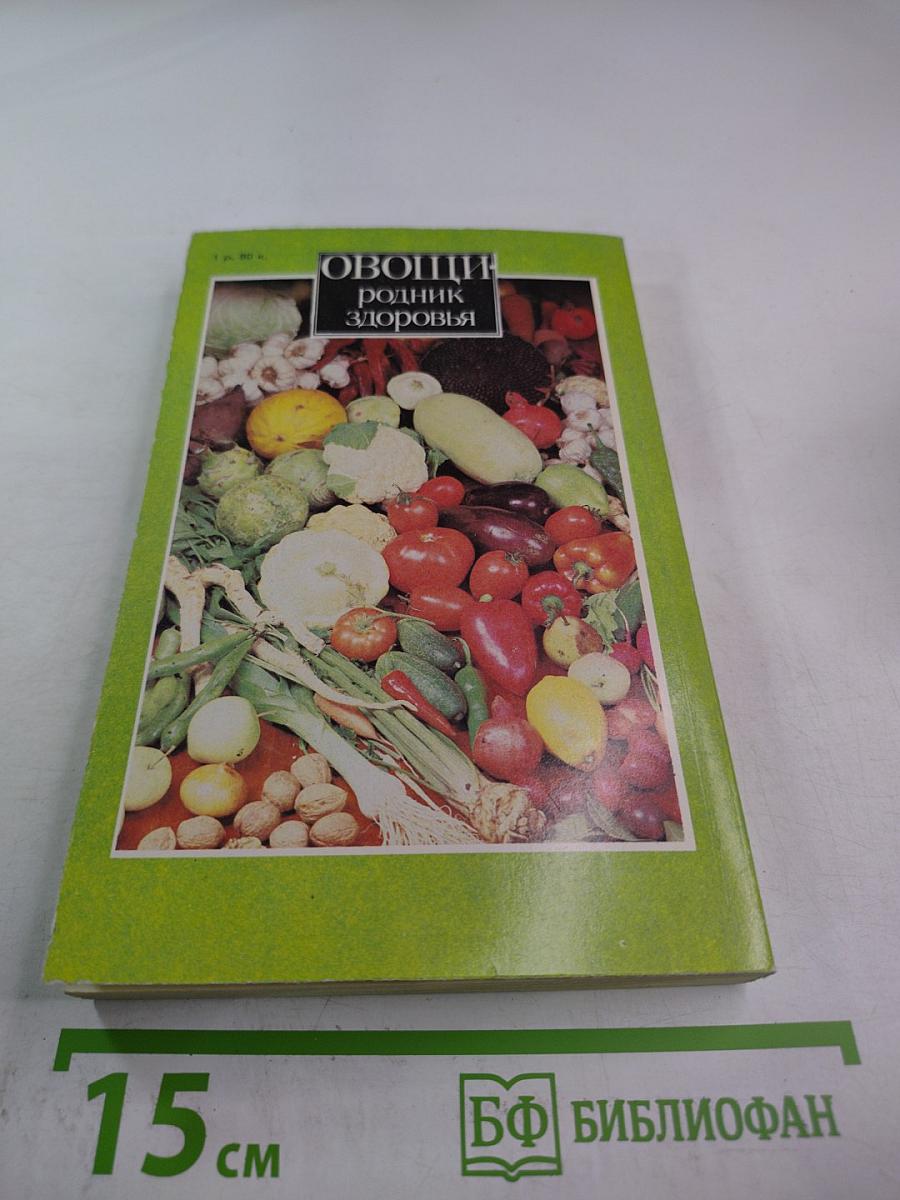 1 р. 80 к.
ОВОЩИ-
родник
здоровья
15 см
БФ БИБЛИОФАН